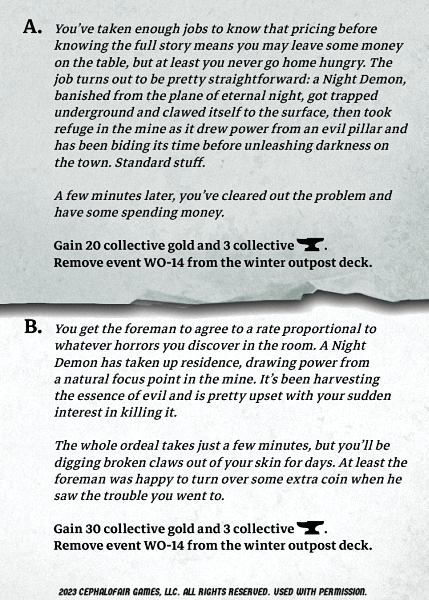 A. You've taken enough jobs to know that pricing before
knowing the full story means you may leave some money
on the table, but at least you never go home hungry. The
job turns out to be pretty straightforward: a Night Demon,
banished from the plane of eternal night, got trapped
underground and clawed itself to the surface, then took
refuge in the mine as it drew power from an evil pillar and
has been biding its time before unleashing darkness on
the town. Standard stuff.
A few minutes later, you've cleared out the problem and
have some spending money.
Gain 20 collective gold and 3 collective .
Remove event WO-14 from the winter outpost deck.
B. You get the foreman to agree to a rate proportional to
whatever horrors you discover in the room. A Night
Demon has taken up residence, drawing power from
a natural focus point in the mine. It's been harvesting
the essence of evil and is pretty upset with your sudden
interest in killing it.
The whole ordeal takes just a few minutes, but you'll be
digging broken claws out of your skin for days. At least the
foreman was happy to turn over some extra coin when he
saw the trouble you went to.
Gain 30 collective gold and 3 collective .
Remove event WO-14 from the winter outpost deck.
2023 CEPHALOFAIR GAMES, LLC. ALL RIGHTS RESERVED. USED WITH PERMISSION.